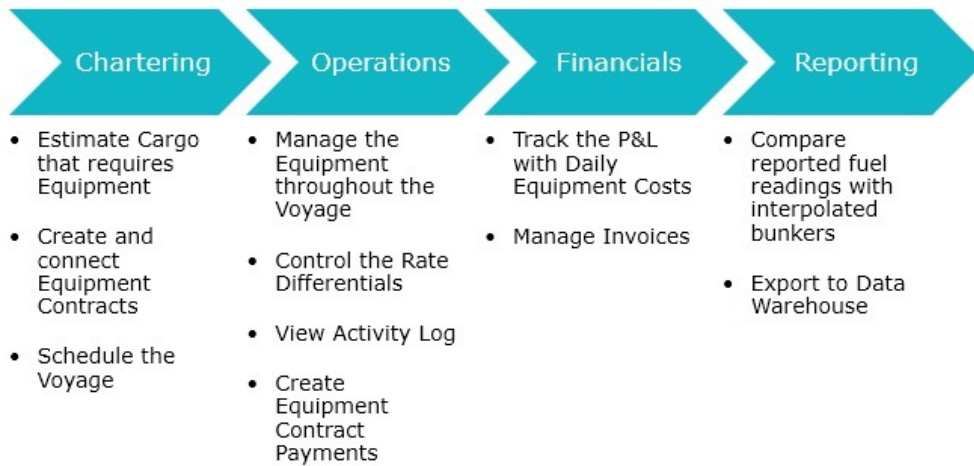 Chartering
• Estimate Cargo
that requires
Equipment
• Create and
connect
Equipment
Contracts
• Schedule the
Voyage
Operations
• Manage the
Equipment
throughout the
Voyage
• Control the Rate
Differentials
• View Activity Log
• Create
Equipment
Contract
Payments
Financials
• Track the P&L
with Daily
Equipment Costs
• Manage Invoices
Reporting
• Compare
reported fuel
readings with
interpolated
bunkers
• Export to Data
Warehouse